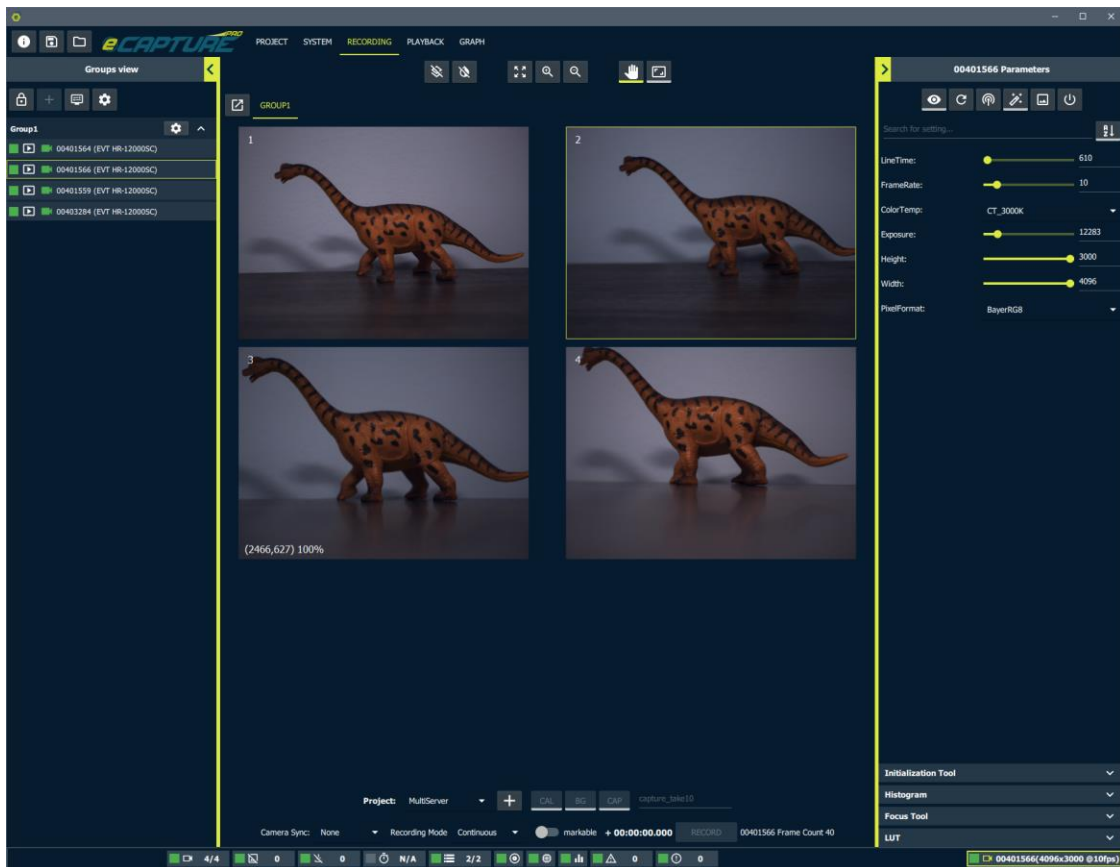 eCAPTURE PRO
PROJECT SYSTEM RECORDING PLAYBACK GRAPH
Groups view
00401566 Parameters
GROUP1
Search for setting...
Group1
00401564 (EVT HR-12000SC)
00401566 (EVT HR-12000SC)
00401559 (EVT HR-12000SC)
00403284 (EVT HR-12000SC)
1
2
3
4
(2466,627) 100%
LineTime: 610
FrameRate: 10
ColorTemp: CT_3000K
Exposure: 12283
Height: 3000
Width: 4096
PixelFormat: BayerRG8
Initialization Tool
Histogram
Focus Tool
LUT
Project: MultiServer + CAL BG CAP capture_take10
Camera Sync: None Recording Mode Continuous markable + 00:00:00.000 RECORD 00401566 Frame Count 40
4/4 0 0 N/A 2/2 0 0 00401566(4096x3000 @10fps)